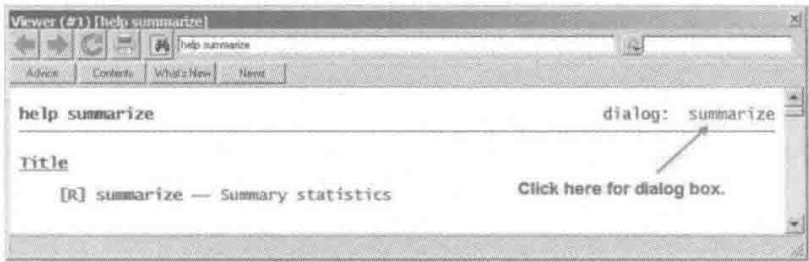 Viewer (#1) [help summarize]
help summarize
Advice Contents What's New News
help summarize dialog: summarize
Title
[R] summarize — Summary statistics
Click here for dialog box.